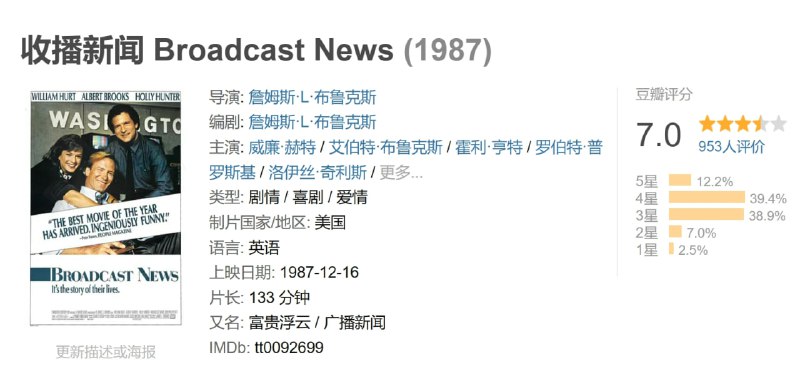 收播新闻 Broadcast News (1987)
WILLIAM HURT ALBERT BROOKS HOLLY HUNTER
WASHINGTO
"THE BEST MOVIE OF THE YEAR
HAS ARRIVED. INGENIOUSLY FUNNY."
BROADCAST NEWS
It's the story of their lives.
更新描述或海报
导演: 詹姆斯·L·布鲁克斯
编剧: 詹姆斯·L·布鲁克斯
主演: 威廉·赫特 / 艾伯特·布鲁克斯 / 霍利·亨特 / 罗伯特·普
罗斯基 / 洛伊丝·奇利斯 / 更多...
类型: 剧情 / 喜剧 / 爱情
制片国家/地区: 美国
语言: 英语
上映日期: 1987-12-16
片长: 133 分钟
又名: 富贵浮云 / 广播新闻
IMDb: tt0092699
豆瓣评分
7.0
953人评价
5星 12.2%
4星 39.4%
3星 38.9%
2星 7.0%
1星 2.5%